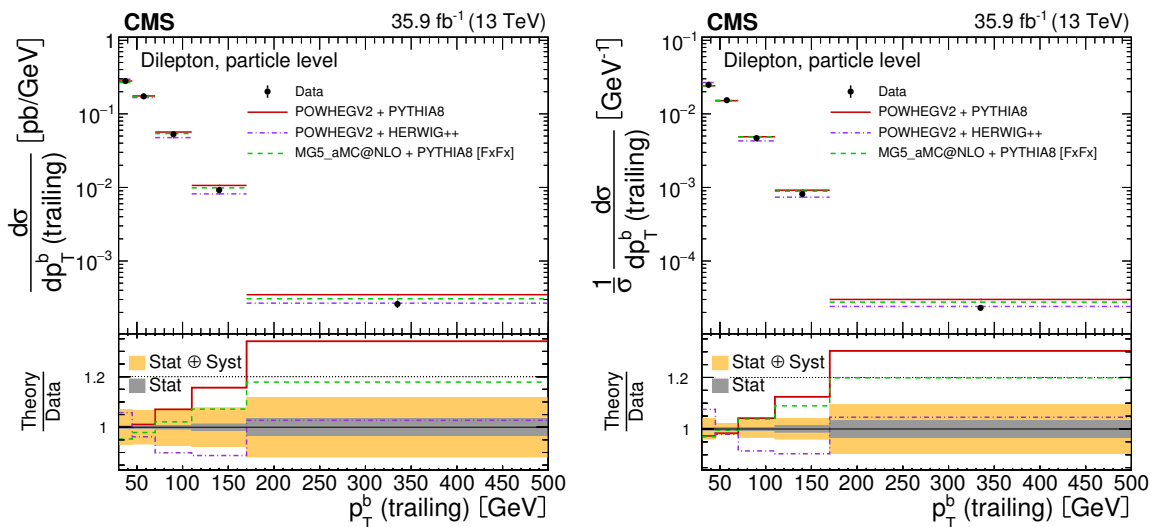 CMS 35.9 fb⁻¹ (13 TeV)
Dilepton, particle level
Data
POWHEGV2 + PYTHIA8
POWHEGV2 + HERWIG++
MG5_aMC@NLO + PYTHIA8 [FxFx]
dσ / dp_T^b (trailing) [pb/GeV]
1
10⁻¹
10⁻²
10⁻³
Stat ⊕ Syst
Stat
Theory / Data
1.2
1
50 100 150 200 250 300 350 400 450 500
p_T^b (trailing) [GeV]
CMS 35.9 fb⁻¹ (13 TeV)
Dilepton, particle level
Data
POWHEGV2 + PYTHIA8
POWHEGV2 + HERWIG++
MG5_aMC@NLO + PYTHIA8 [FxFx]
1/σ dσ / dp_T^b (trailing) [GeV⁻¹]
10⁻¹
10⁻²
10⁻³
10⁻⁴
Stat ⊕ Syst
Stat
Theory / Data
1.2
1
50 100 150 200 250 300 350 400 450 500
p_T^b (trailing) [GeV]